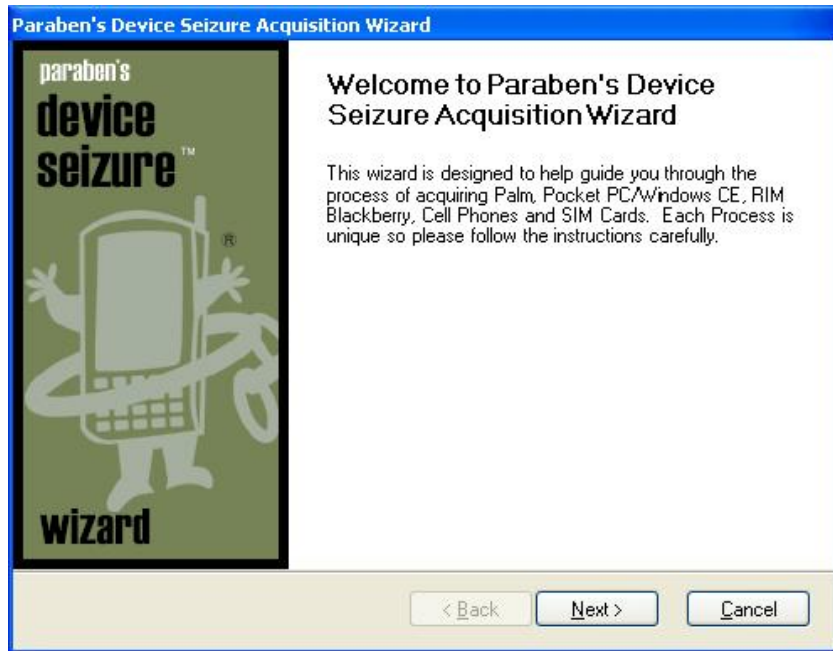 Paraben's Device Seizure Acquisition Wizard
paraben's
device
seizure™
®
wizard
Welcome to Paraben's Device
Seizure Acquisition Wizard
This wizard is designed to help guide you through the
process of acquiring Palm, Pocket PC/Windows CE, RIM
Blackberry, Cell Phones and SIM Cards. Each Process is
unique so please follow the instructions carefully.
< Back Next > Cancel